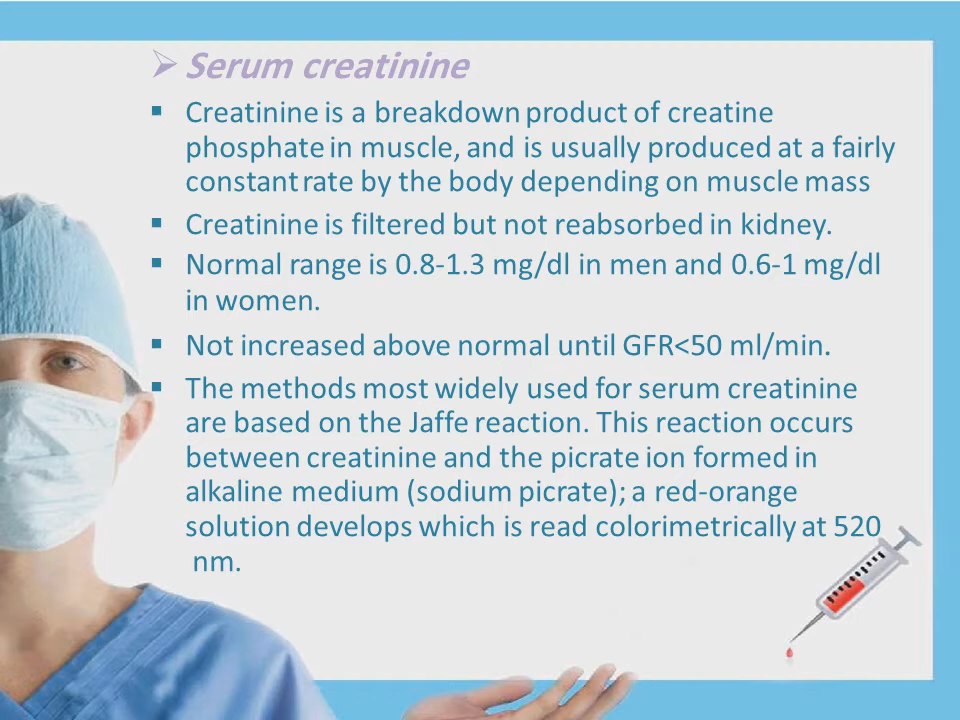 ➢ Serum creatinine
▪ Creatinine is a breakdown product of creatine
phosphate in muscle, and is usually produced at a fairly
constant rate by the body depending on muscle mass
▪ Creatinine is filtered but not reabsorbed in kidney.
▪ Normal range is 0.8-1.3 mg/dl in men and 0.6-1 mg/dl
in women.
▪ Not increased above normal until GFR<50 ml/min.
▪ The methods most widely used for serum creatinine
are based on the Jaffe reaction. This reaction occurs
between creatinine and the picrate ion formed in
alkaline medium (sodium picrate); a red-orange
solution develops which is read colorimetrically at 520
nm.